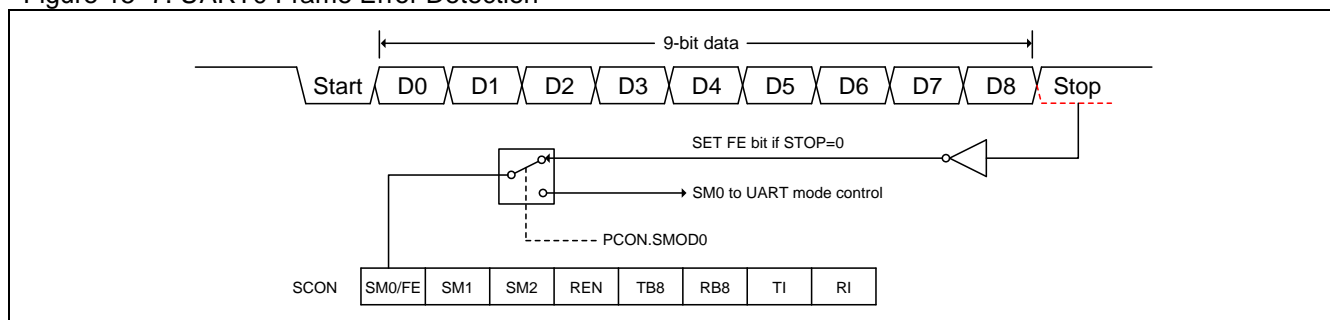 Figure 18-7. UART0 Frame Error Detection
9-bit data
Start D0 D1 D2 D3 D4 D5 D6 D7 D8 Stop
SET FE bit if STOP=0
SM0 to UART mode control
PCON.SMOD0
SCON SM0/FE SM1 SM2 REN TB8 RB8 TI RI